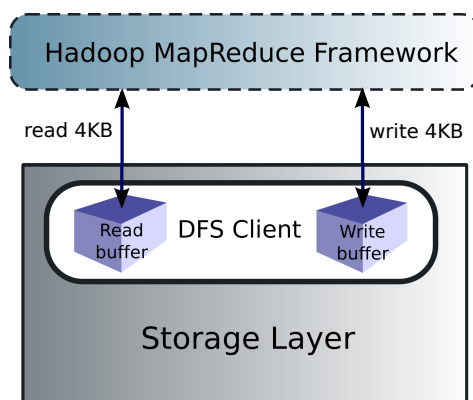 Hadoop MapReduce Framework
read 4KB
write 4KB
Read
buffer
DFS Client
Write
buffer
Storage Layer